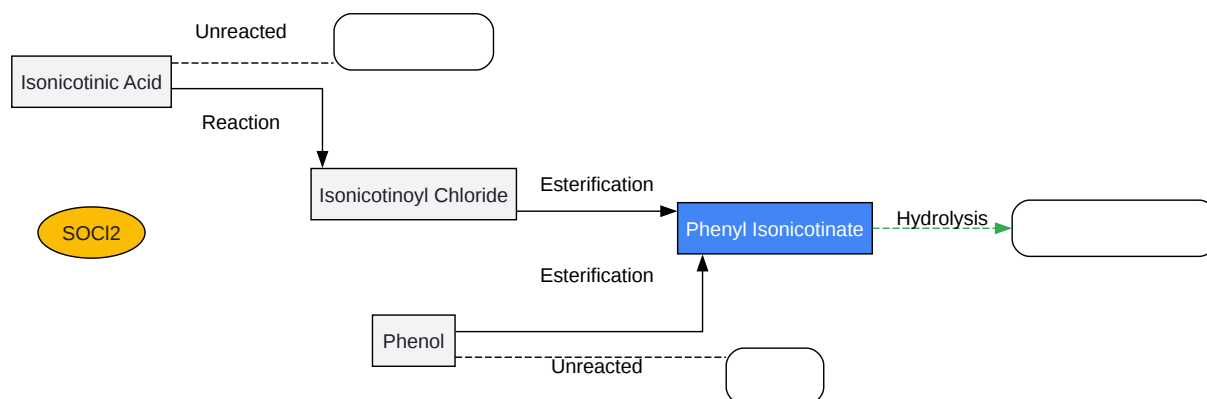 Unreacted
Isonicotinic Acid
Reaction
Isonicotinoyl Chloride
Esterification
SOCl2
Phenyl Isonicotinate
Hydrolysis
Esterification
Phenol
Unreacted